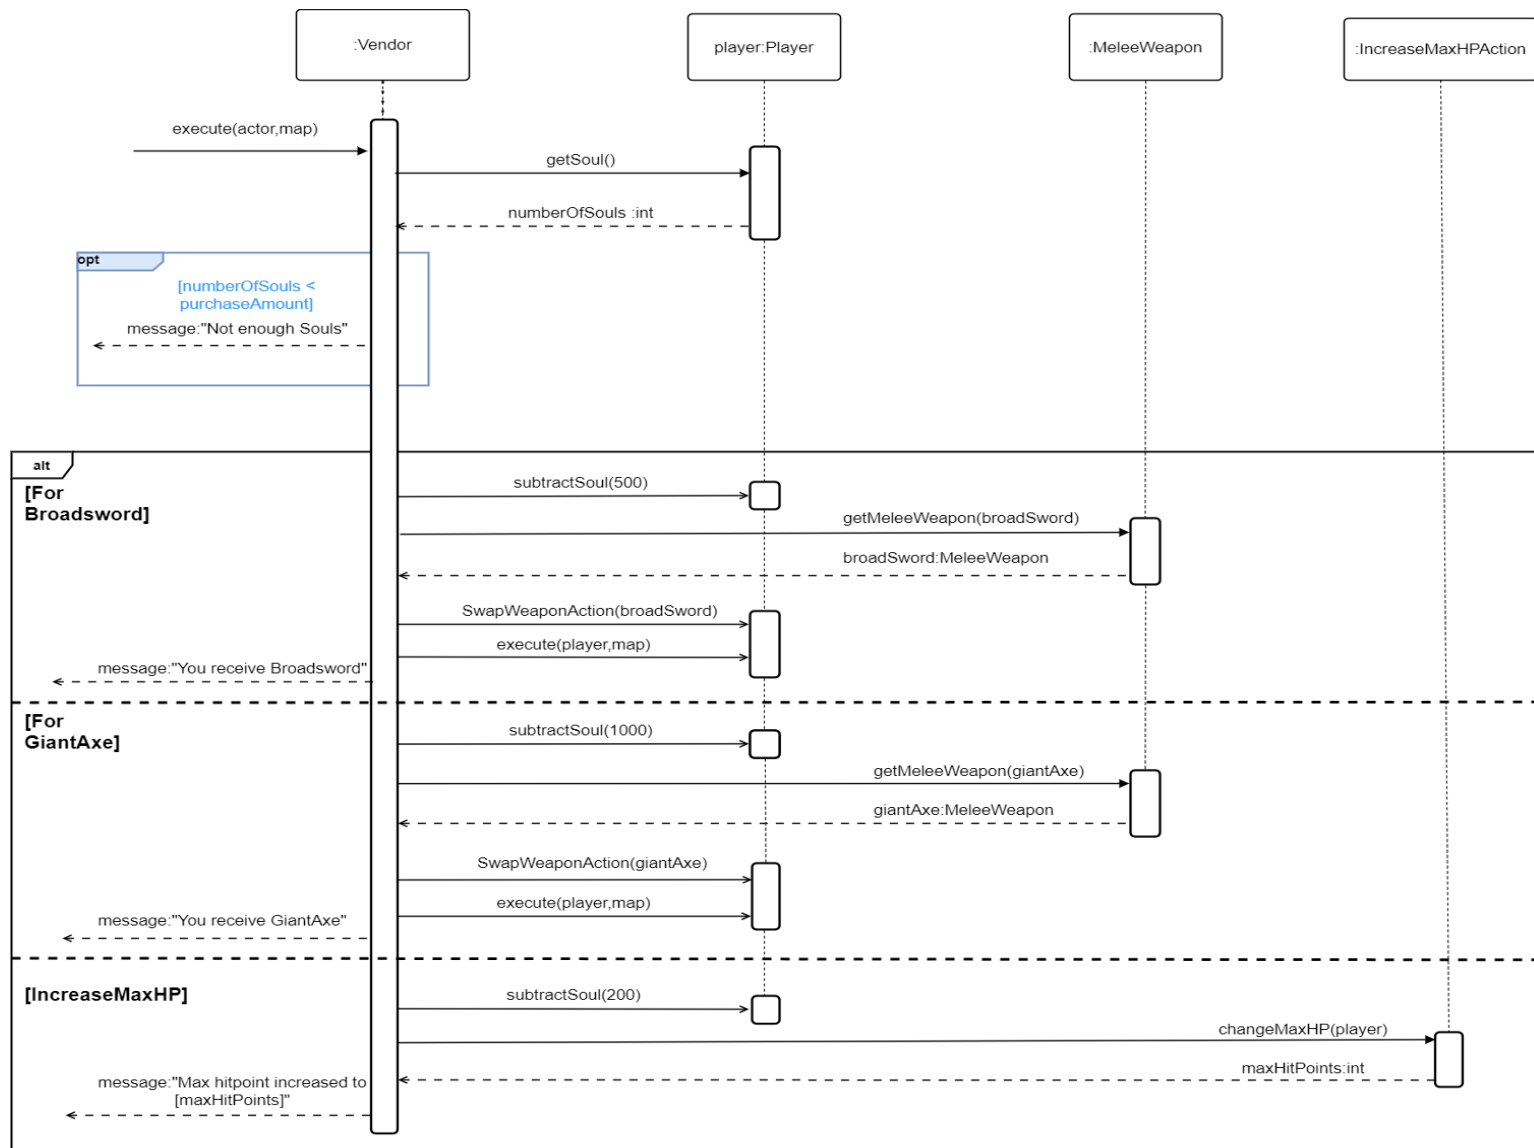 :Vendor
player:Player
:MeleeWeapon
:IncreaseMaxHPAction
execute(actor,map)
getSoul()
numberOfSouls :int
opt
[numberOfSouls <
purchaseAmount]
message:"Not enough Souls"
alt
[For
Broadsword]
subtractSoul(500)
getMeleeWeapon(broadSword)
broadSword:MeleeWeapon
SwapWeaponAction(broadSword)
execute(player,map)
message:"You receive Broadsword"
[For
GiantAxe]
subtractSoul(1000)
getMeleeWeapon(giantAxe)
giantAxe:MeleeWeapon
SwapWeaponAction(giantAxe)
execute(player,map)
message:"You receive GiantAxe"
[IncreaseMaxHP]
subtractSoul(200)
changeMaxHP(player)
maxHitPoints:int
message:"Max hitpoint increased to
[maxHitPoints]"